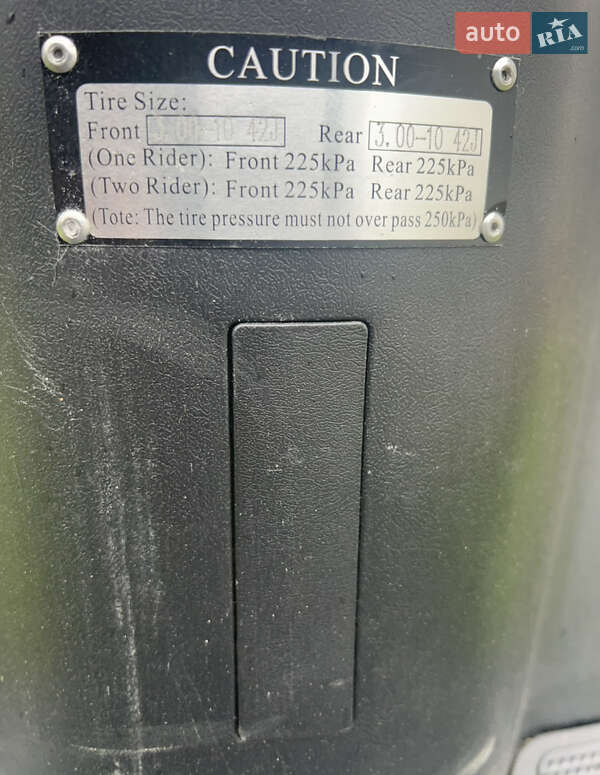 auto RIA.com
CAUTION
Tire Size:
Front 3.00-10 42J Rear 3.00-10 42J
(One Rider): Front 225kPa Rear 225kPa
(Two Rider): Front 225kPa Rear 225kPa
(Tote: The tire pressure must not over pass 250kPa)